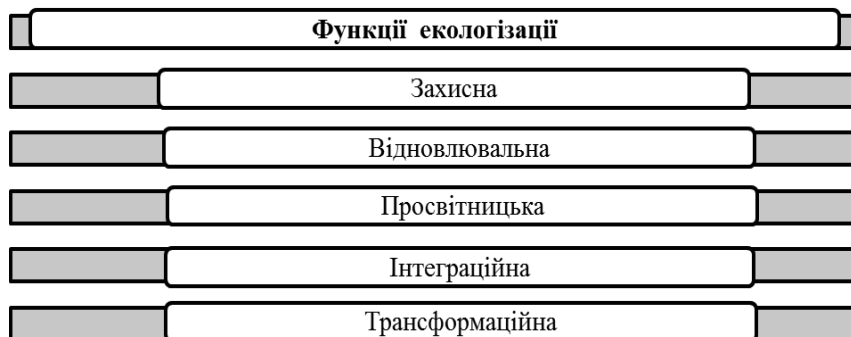 Функції екологізації
Захисна
Відновлювальна
Просвітницька
Інтеграційна
Трансформаційна